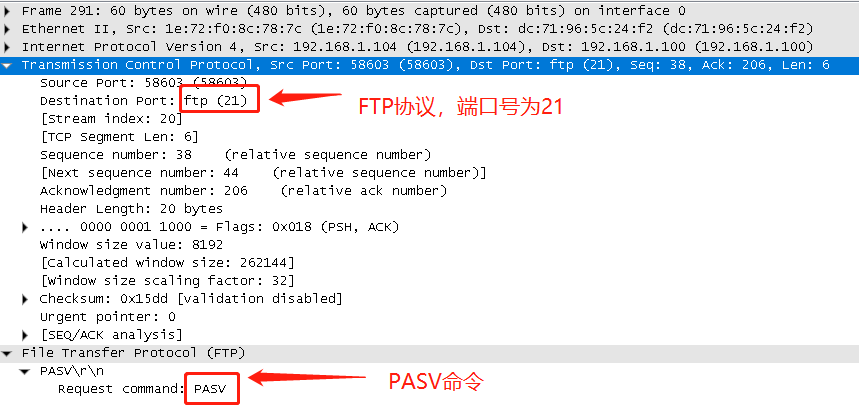 Frame 291: 60 bytes on wire (480 bits), 60 bytes captured (480 bits) on interface 0
Ethernet II, Src: 1e:72:f0:8c:78:7c (1e:72:f0:8c:78:7c), Dst: dc:71:96:5c:24:f2 (dc:71:96:5c:24:f2)
Internet Protocol Version 4, Src: 192.168.1.104 (192.168.1.104), Dst: 192.168.1.100 (192.168.1.100)
Transmission Control Protocol, Src Port: 58603 (58603), Dst Port: ftp (21), Seq: 38, Ack: 206, Len: 6
Source Port: 58603 (58603)
Destination Port: ftp (21)
FTP协议，端口号为21
[Stream index: 20]
[TCP Segment Len: 6]
Sequence number: 38 (relative sequence number)
[Next sequence number: 44 (relative sequence number)]
Acknowledgment number: 206 (relative ack number)
Header Length: 20 bytes
.... 0000 0001 1000 = Flags: 0x018 (PSH, ACK)
Window size value: 8192
[Calculated window size: 262144]
[Window size scaling factor: 32]
Checksum: 0x15dd [validation disabled]
Urgent pointer: 0
[SEQ/ACK analysis]
File Transfer Protocol (FTP)
PASV\r\n
Request command: PASV
PASV命令